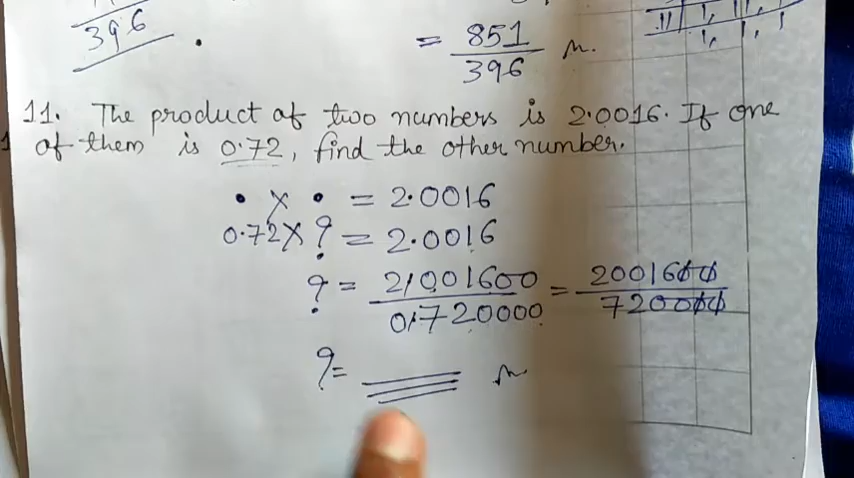 396
= 851/396 m.
11. The product of two numbers is 2.0016. If one
of them is 0.72, find the other number.
• × • = 2.0016
0.72 × ? = 2.0016
? = 2,001600/0,720000 = 2001600/720000
? = m